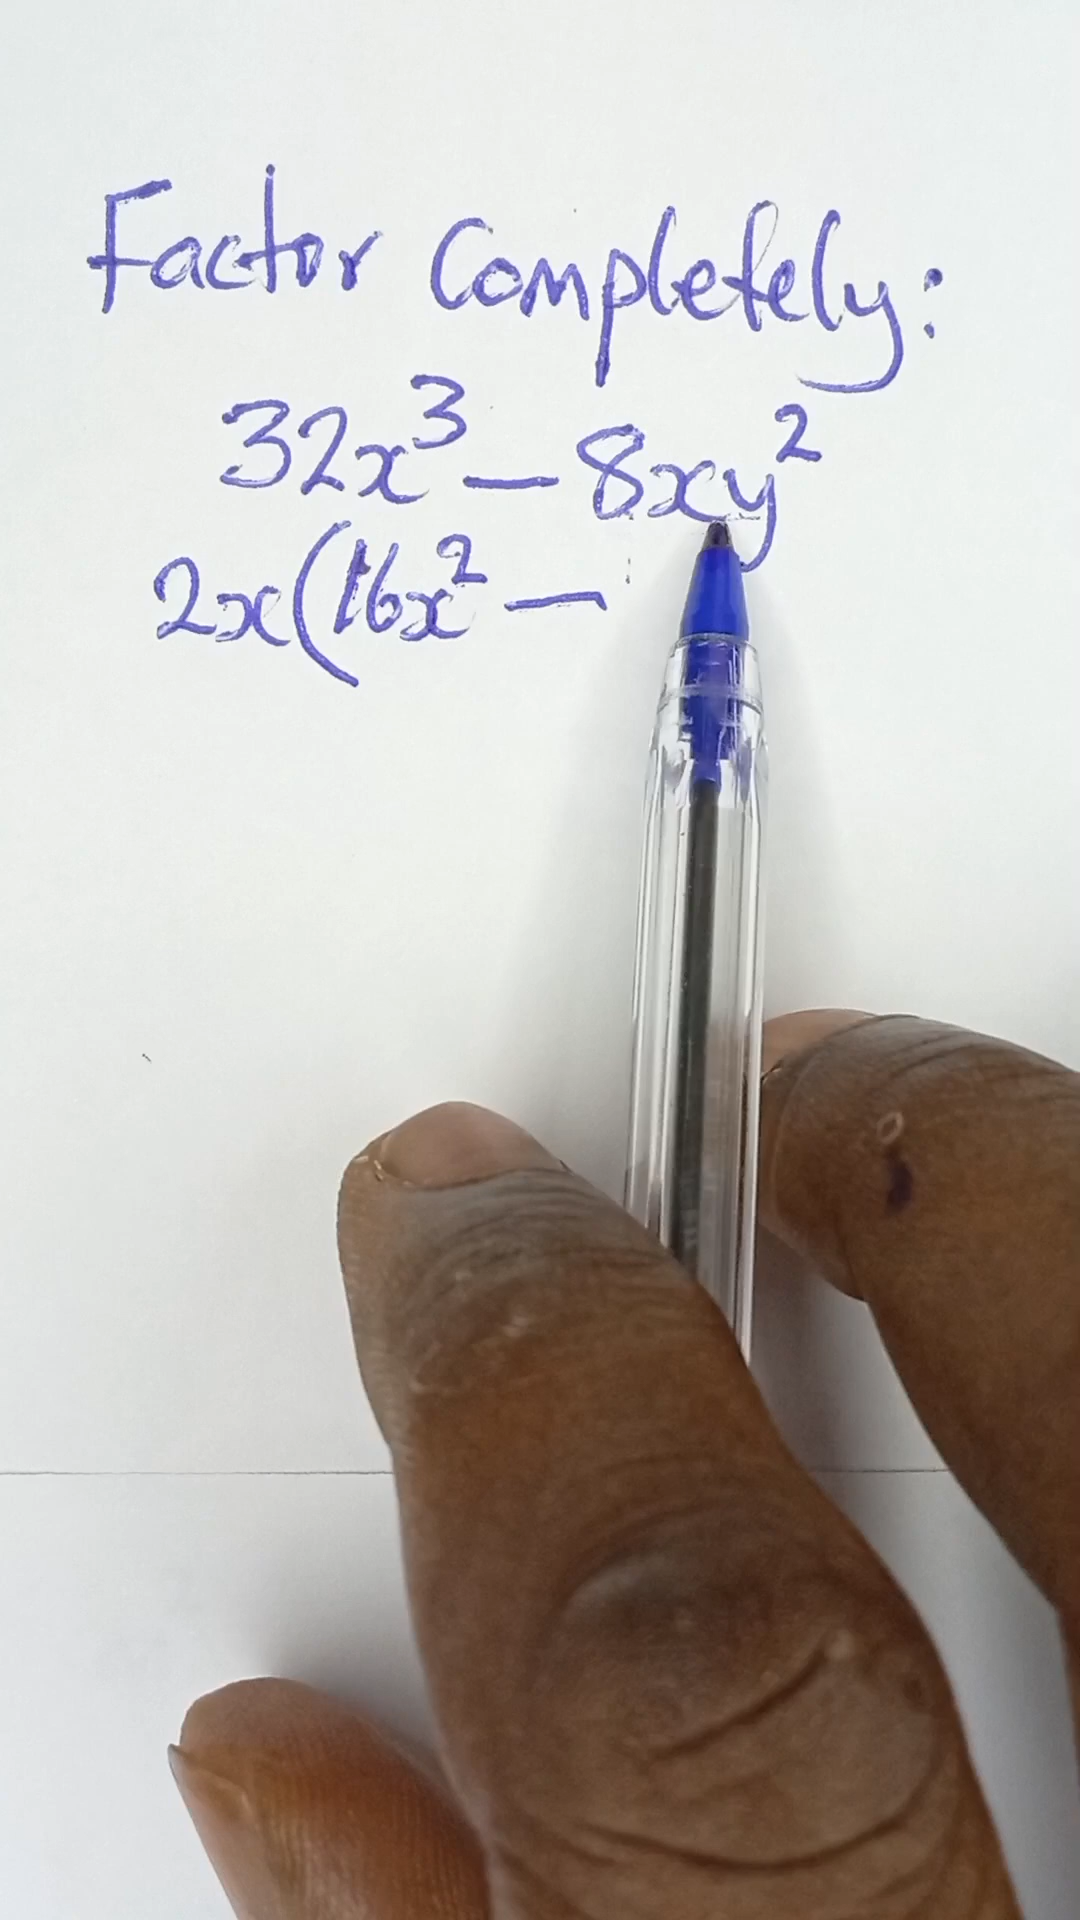 Factor Completely:
32x³ − 8xy²
2x(16x² −